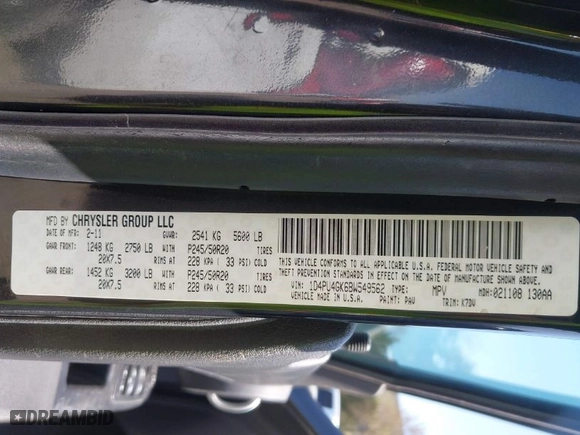 MFD BY CHRYSLER GROUP LLC
DATE OF MFR: 2-11 GVWR: 2541 KG 5600 LB
GAWR FRONT: 1248 KG 2750 LB WITH P245/50R20 TIRES
20X7.5 RIMS AT 228 KPA ( 33 PSI) COLD
GAWR REAR: 1452 KG 3200 LB WITH P245/50R20 TIRES
20X7.5 RIMS AT 228 KPA ( 33 PSI) COLD
THIS VEHICLE CONFORMS TO ALL APPLICABLE U.S.A. FEDERAL MOTOR VEHICLE SAFETY AND
THEFT PREVENTION STANDARDS IN EFFECT ON THE DATE OF MANUFACTURE SHOWN ABOVE.
VIN: 1D4PU4GK6BW549562 TYPE: MPV MDH: 021108 130AA
VEHICLE MADE IN U.S.A. PAINT: PAV TRIM: K7DV
DREAMBID